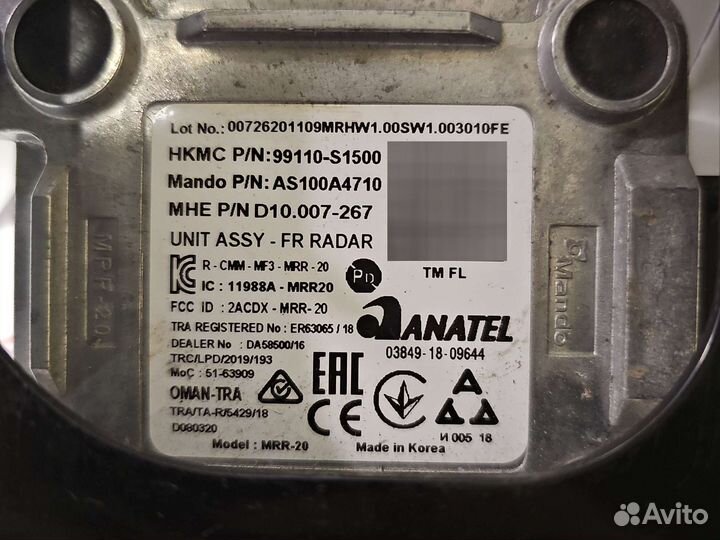 Lot No.: 00726201109MRHW1.00SW1.003010FE
HKMC P/N: 99110-S1500
Mando P/N: AS100A4710
MHE P/N D10.007-267
UNIT ASSY - FR RADAR
R - CMM - MF3 - MRR - 20
IC : 11988A - MRR20
TM FL
FCC ID : 2ACDX - MRR- 20
TRA REGISTERED No : ER63065 / 18
DEALER No : DA58500/16
TRC/LPD/2019/193
MoC : 51-63909
ANATEL
03849-18-09644
OMAN-TRA
TRA/TA-R/5429/18
D080320
EAC
CE
И 005 18
Model : MRR-20
Made in Korea
Mando
Avito